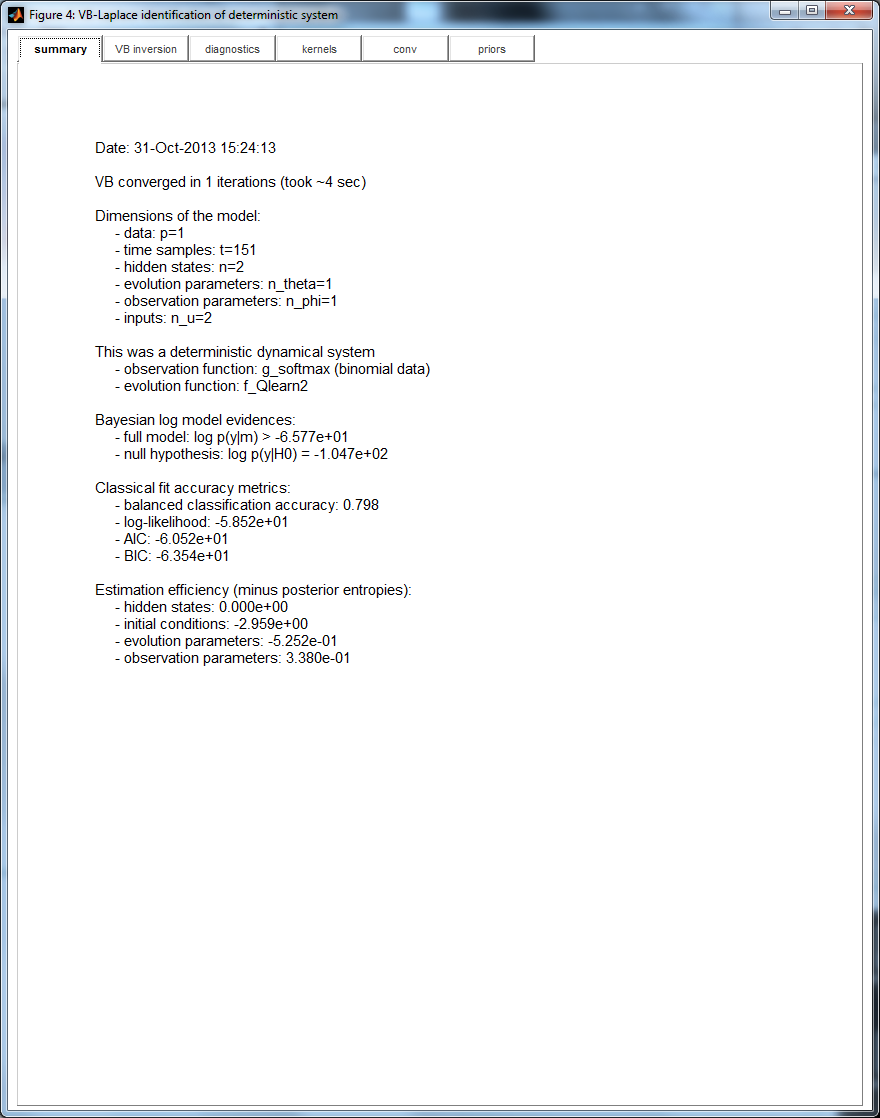 Figure 4: VB-Laplace identification of deterministic system
summary VB inversion diagnostics kernels conv priors
Date: 31-Oct-2013 15:24:13
VB converged in 1 iterations (took ~4 sec)
Dimensions of the model:
- data: p=1
- time samples: t=151
- hidden states: n=2
- evolution parameters: n_theta=1
- observation parameters: n_phi=1
- inputs: n_u=2
This was a deterministic dynamical system
- observation function: g_softmax (binomial data)
- evolution function: f_Qlearn2
Bayesian log model evidences:
- full model: log p(y|m) > -6.577e+01
- null hypothesis: log p(y|H0) = -1.047e+02
Classical fit accuracy metrics:
- balanced classification accuracy: 0.798
- log-likelihood: -5.852e+01
- AIC: -6.052e+01
- BIC: -6.354e+01
Estimation efficiency (minus posterior entropies):
- hidden states: 0.000e+00
- initial conditions: -2.959e+00
- evolution parameters: -5.252e-01
- observation parameters: 3.380e-01